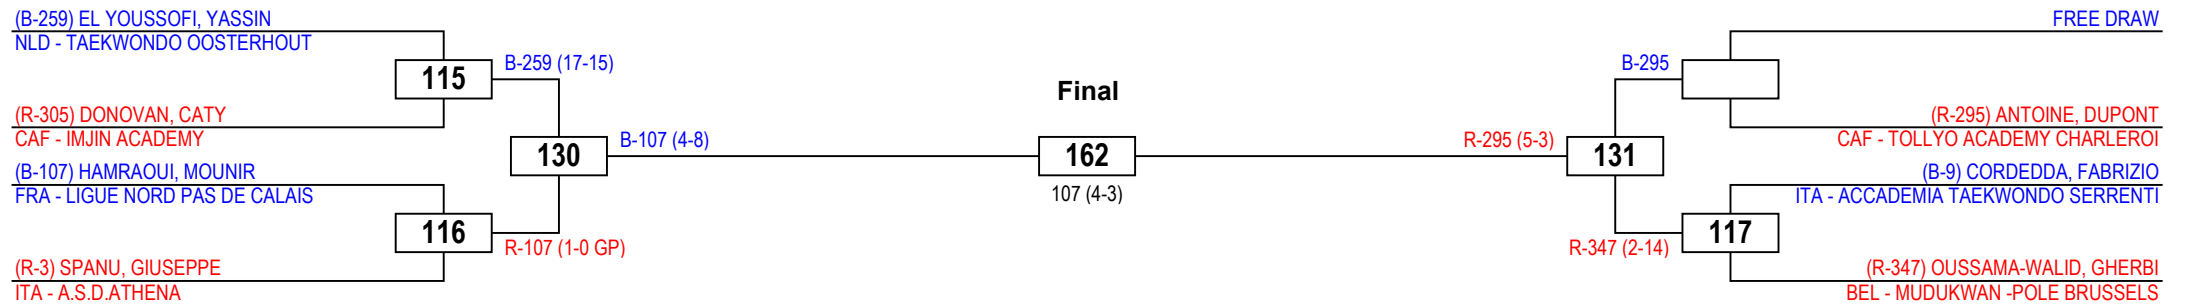 (B-259) EL YOUSSOFI, YASSIN
NLD - TAEKWONDO OOSTERHOUT
115
B-259 (17-15)
(R-305) DONOVAN, CATY
CAF - IMJIN ACADEMY
130
B-107 (4-8)
(B-107) HAMRAOUI, MOUNIR
FRA - LIGUE NORD PAS DE CALAIS
116
R-107 (1-0 GP)
(R-3) SPANU, GIUSEPPE
ITA - A.S.D.ATHENA
Final
162
107 (4-3)
FREE DRAW
B-295
(R-295) ANTOINE, DUPONT
CAF - TOLLYO ACADEMY CHARLEROI
R-295 (5-3)
131
(B-9) CORDEDDA, FABRIZIO
ITA - ACCADEMIA TAEKWONDO SERRENTI
R-347 (2-14)
117
(R-347) OUSSAMA-WALID, GHERBI
BEL - MUDUKWAN -POLE BRUSSELS